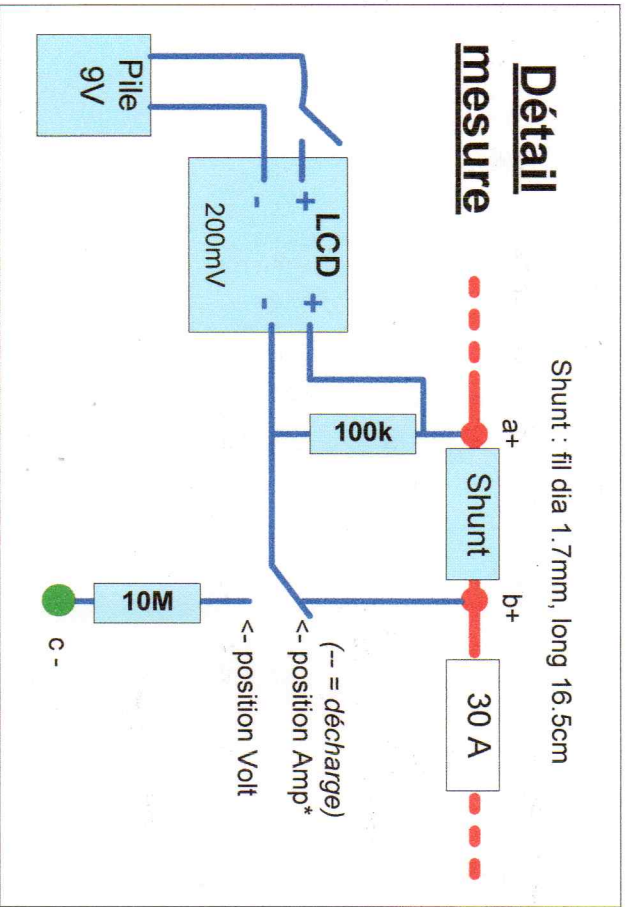 Détail
mesure
Shunt : fil dia 1.7mm, long 16.5cm
a+
b+
Shunt
30 A
Pile
9V
LCD
+ +
- -
200mV
100k
(-- = décharge)
<- position Amp*
<- position Volt
10M
c -